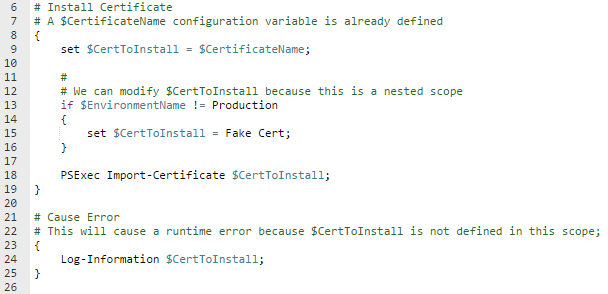 6 # Install Certificate
7 # A $CertificateName configuration variable is already defined
8 {
9     set $CertToInstall = $CertificateName;
10
11     #
12     # We can modify $CertToInstall because this is a nested scope
13     if $EnvironmentName != Production
14     {
15         set $CertToInstall = Fake Cert;
16     }
17
18     PSExec Import-Certificate $CertToInstall;
19 }
20
21 # Cause Error
22 # This will cause a runtime error because $CertToInstall is not defined in this scope;
23 {
24     Log-Information $CertToInstall;
25 }
26